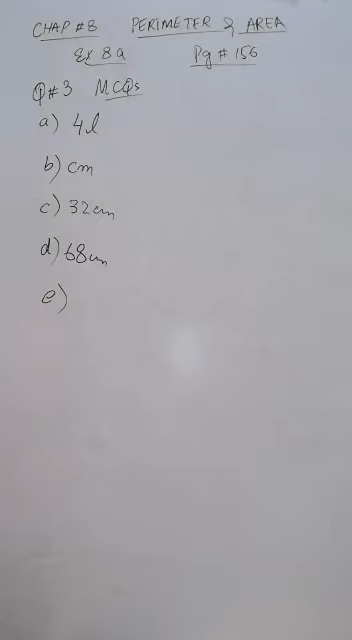 CHAP #8 PERIMETER & AREA
Ex 8a Pg # 156
Q#3 MCQs
a) 4l
b) cm
c) 32cm
d) 68cm
e)